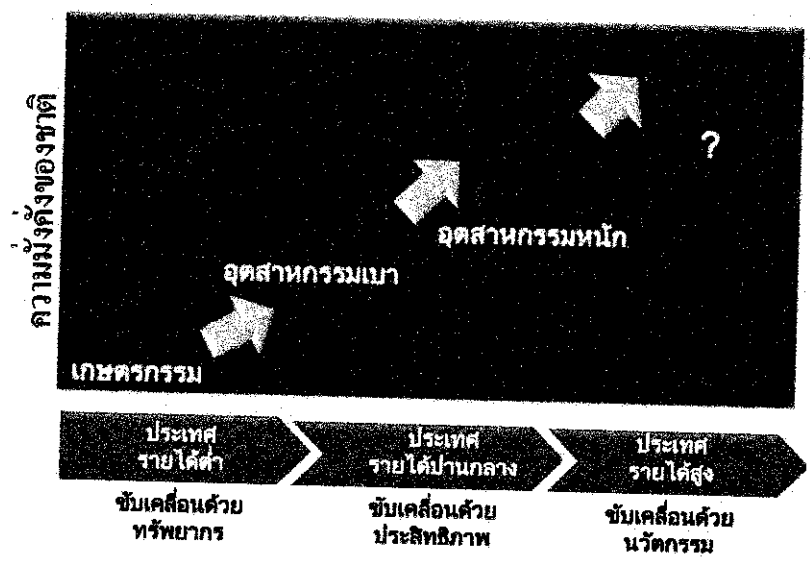 ความมั่งคั่งของชาติ
?
อุตสาหกรรมหนัก
อุตสาหกรรมเบา
เกษตรกรรม
ประเทศ
รายได้ต่ำ
ประเทศ
รายได้ปานกลาง
ประเทศ
รายได้สูง
ขับเคลื่อนด้วย
ทรัพยากร
ขับเคลื่อนด้วย
ประสิทธิภาพ
ขับเคลื่อนด้วย
นวัตกรรม